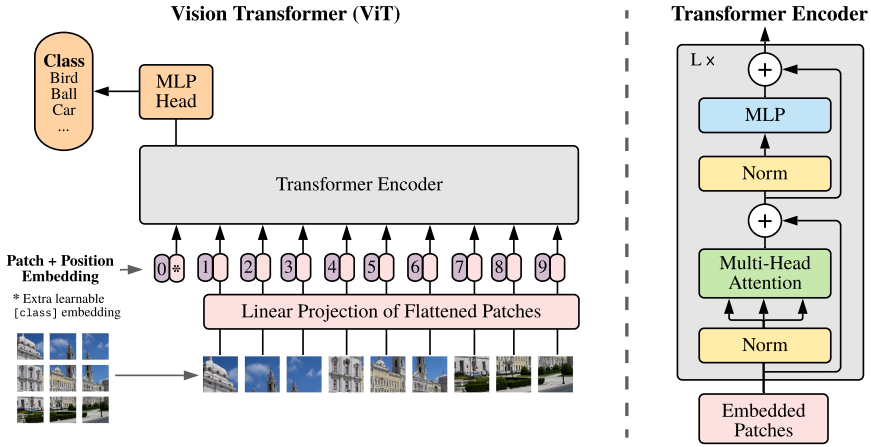 Vision Transformer (ViT)
Class
Bird
Ball
Car
...
MLP
Head
Transformer Encoder
Patch + Position
Embedding
0 * 1 2 3 4 5 6 7 8 9
* Extra learnable
[class] embedding
Linear Projection of Flattened Patches
Transformer Encoder
L ×
+
MLP
Norm
+
Multi-Head
Attention
Norm
Embedded
Patches